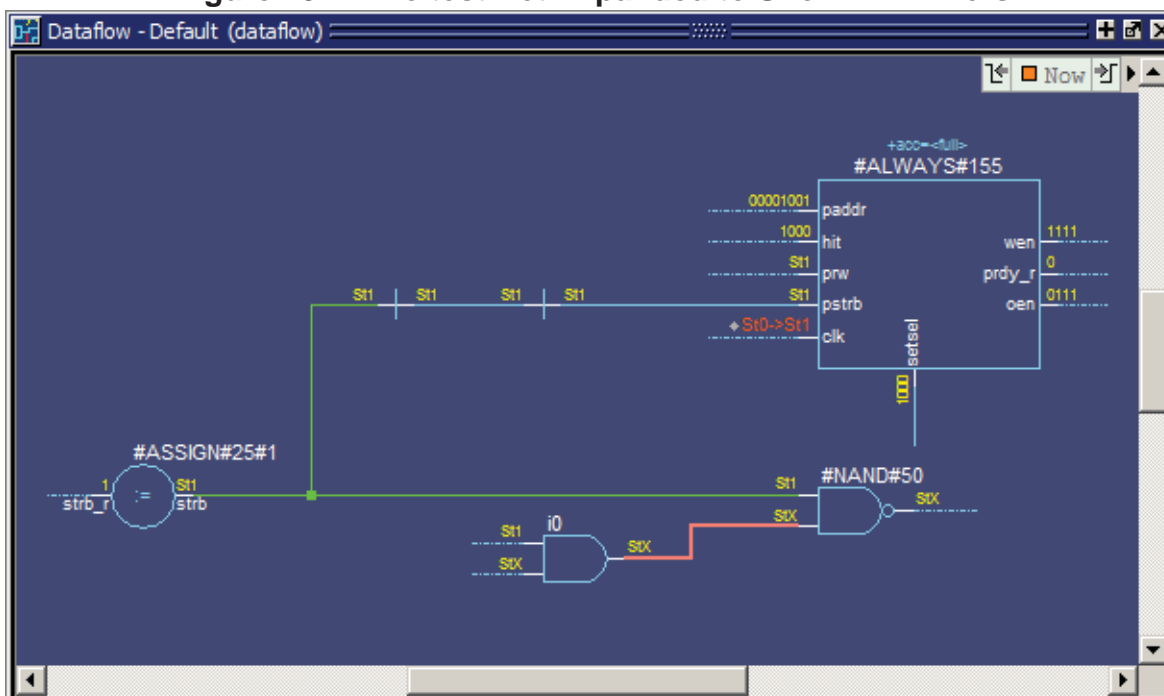 Dataflow - Default (dataflow)
Now
+acc=<full>
#ALWAYS#155
00001001
paddr
1000
hit
wen
1111
St1
prw
prdy_r
0
St1
St1
St1
St1
St1
pstrb
oen
0111
St0->St1
clk
setsel
1000
#ASSIGN#25#1
1
strb_r
:=
St1
strb
St1
#NAND#50
StX
StX
i0
St1
StX
StX